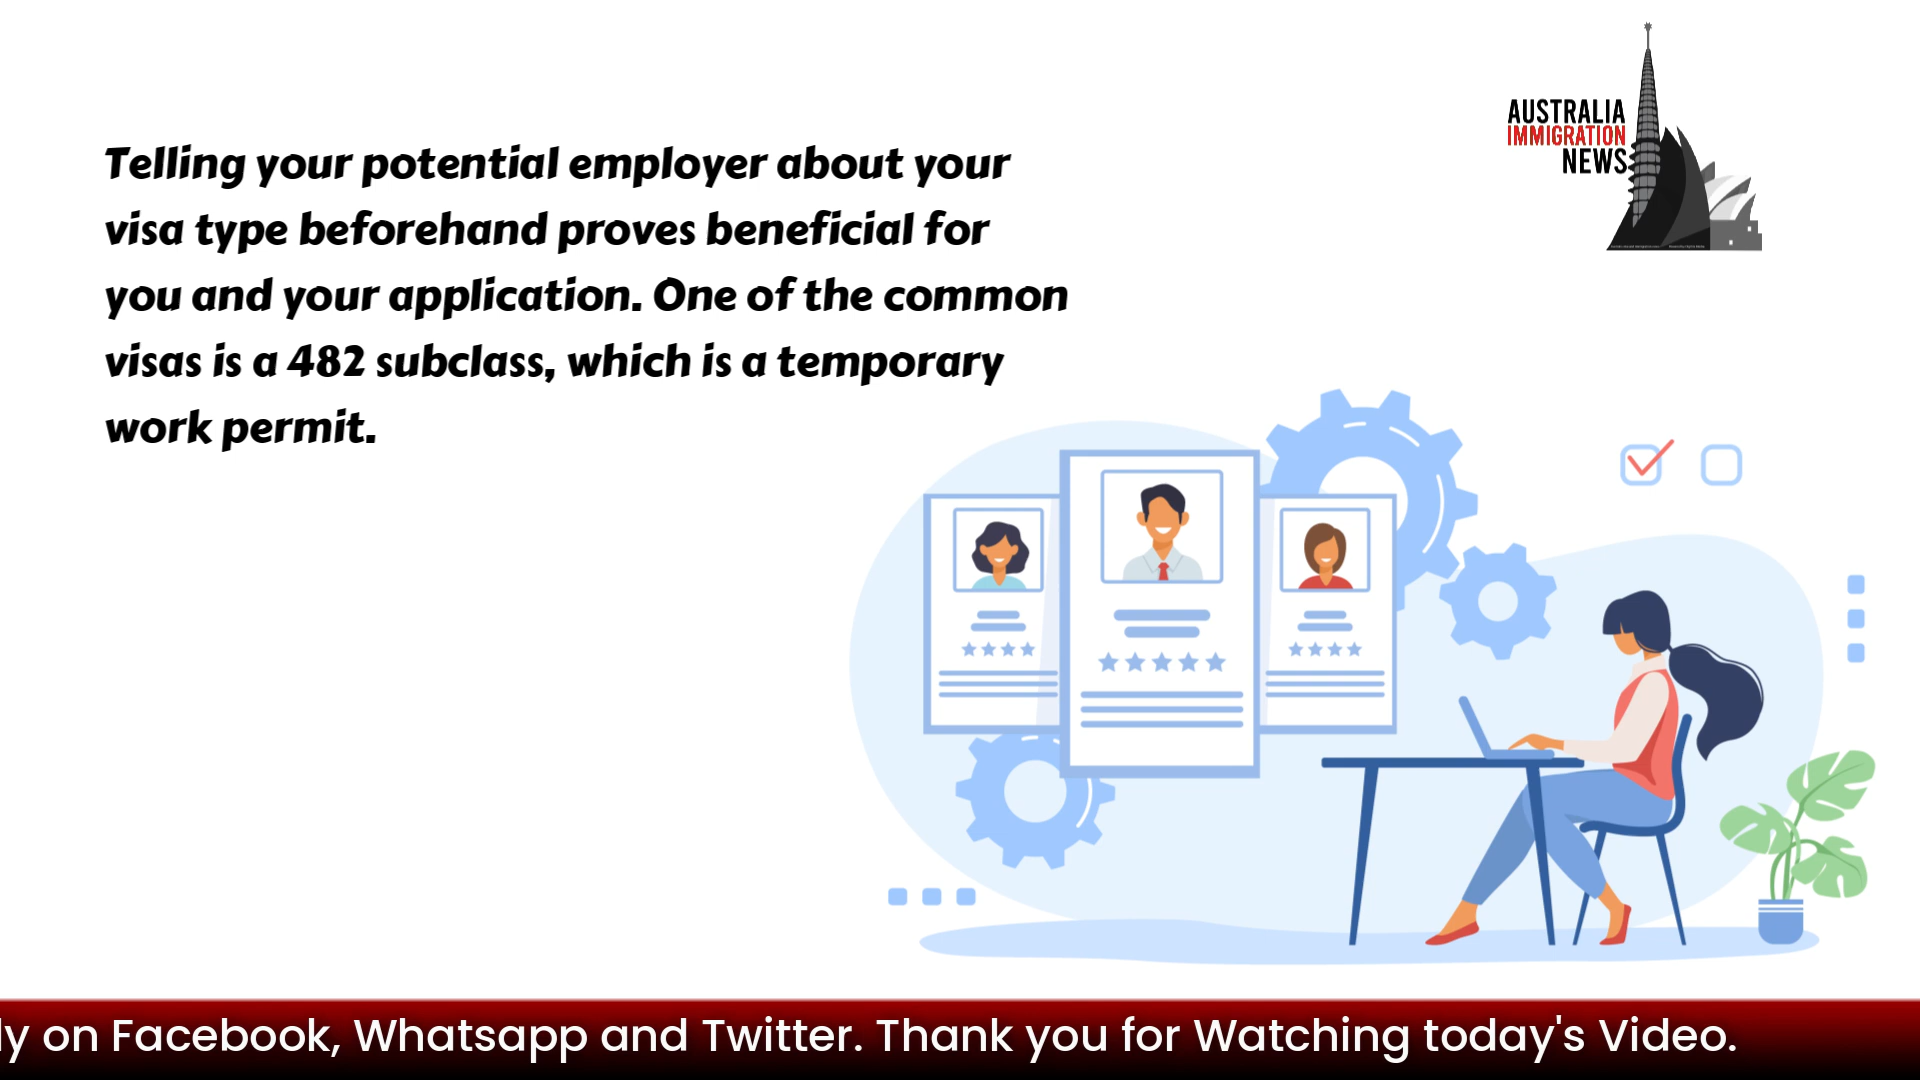 AUSTRALIA
IMMIGRATION
NEWS
Telling your potential employer about your
visa type beforehand proves beneficial for
you and your application. One of the common
visas is a 482 subclass, which is a temporary
work permit.
on Facebook, Whatsapp and Twitter. Thank you for Watching today's Video.